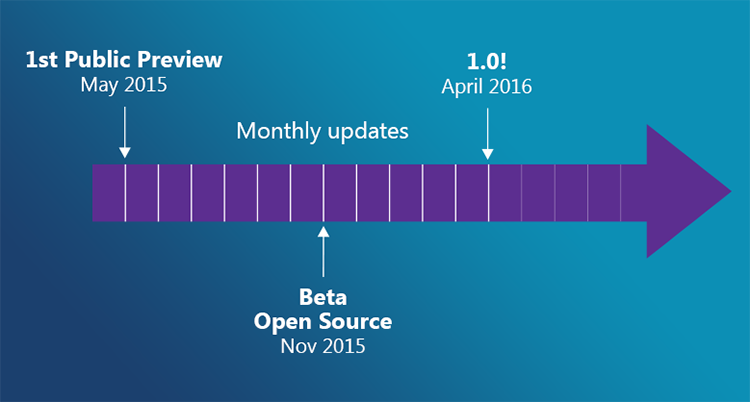 1st Public Preview
May 2015
1.0!
April 2016
Monthly updates
Beta
Open Source
Nov 2015